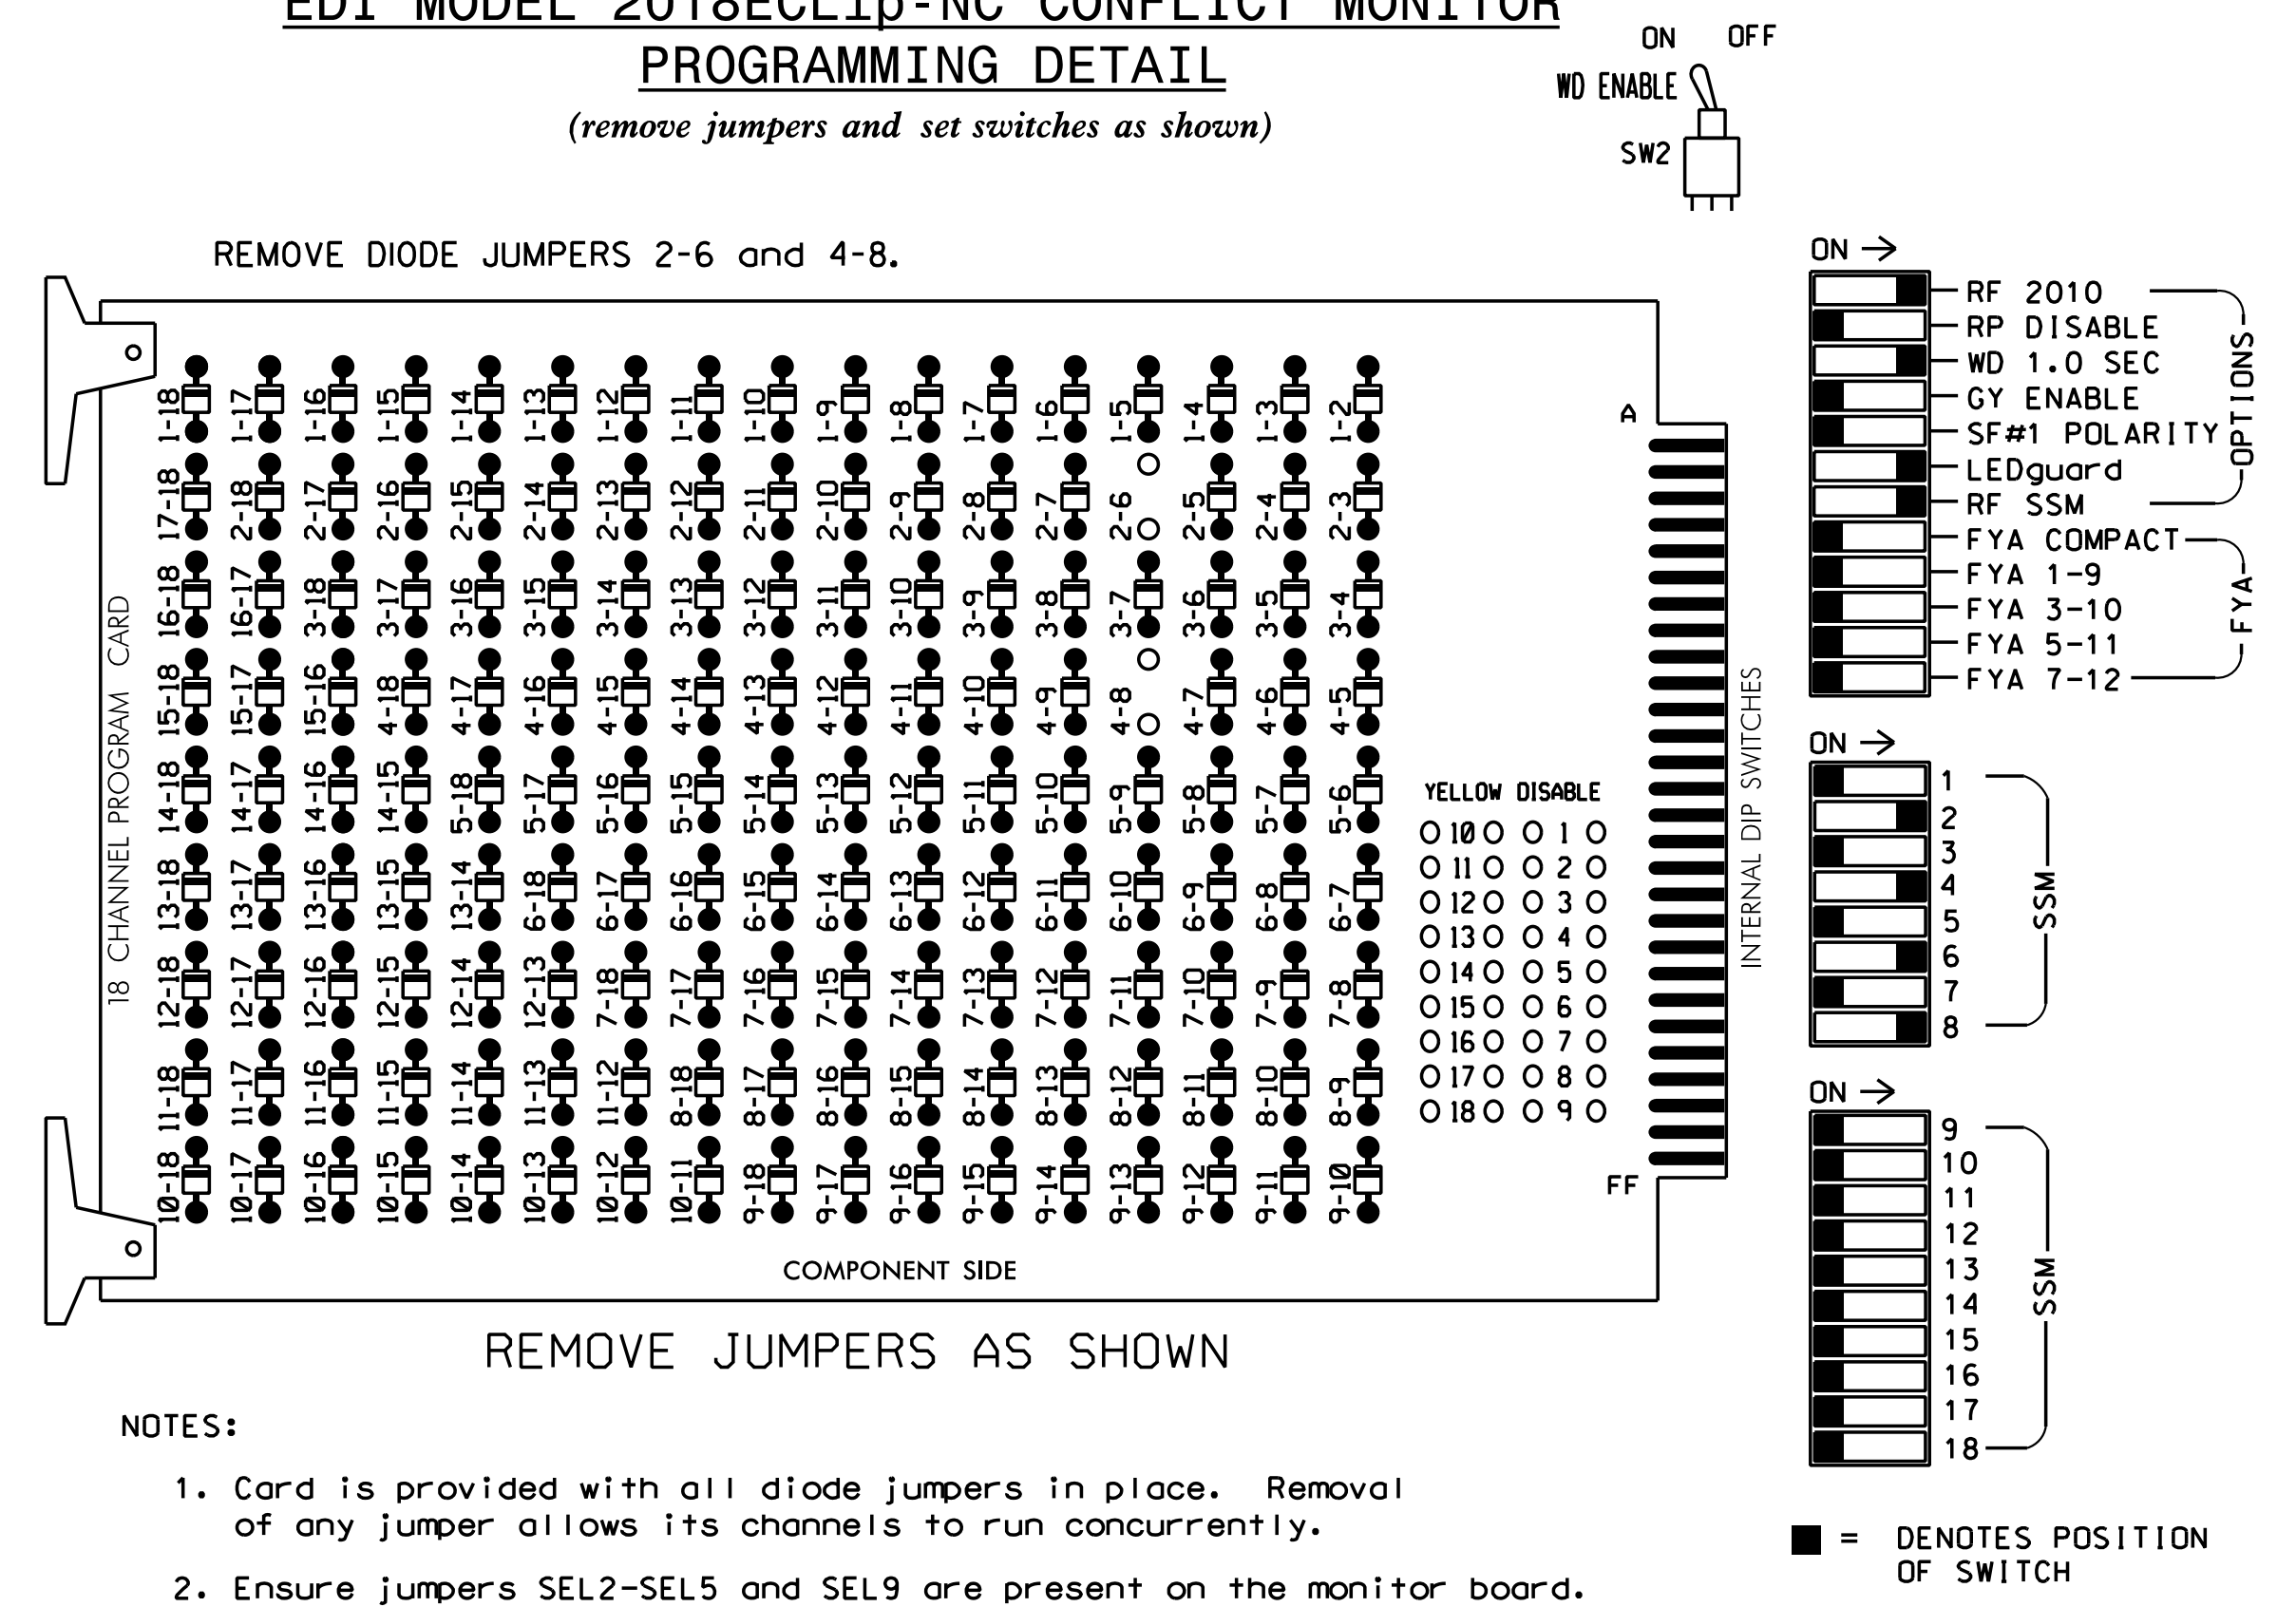 EDI MODEL 2018ECLip-NC CONFLICT MONITOR
PROGRAMMING DETAIL
(remove jumpers and set switches as shown)
ON OFF
WD ENABLE
SW2
REMOVE DIODE JUMPERS 2-6 and 4-8.
18 CHANNEL PROGRAM CARD
1-18 1-17 1-16 1-15 1-14 1-13 1-12 1-11 1-10 1-9 1-8 1-7 1-6 1-5 1-4 1-3 1-2
17-18 2-18 2-17 2-16 2-15 2-14 2-13 2-12 2-11 2-10 2-9 2-8 2-7 2-6 2-5 2-4 2-3
16-18 16-17 3-18 3-17 3-16 3-15 3-14 3-13 3-12 3-11 3-10 3-9 3-8 3-7 3-6 3-5 3-4
15-18 15-17 15-16 4-18 4-17 4-16 4-15 4-14 4-13 4-12 4-11 4-10 4-9 4-8 4-7 4-6 4-5
14-18 14-17 14-16 14-15 5-18 5-17 5-16 5-15 5-14 5-13 5-12 5-11 5-10 5-9 5-8 5-7 5-6
13-18 13-17 13-16 13-15 13-14 6-18 6-17 6-16 6-15 6-14 6-13 6-12 6-11 6-10 6-9 6-8 6-7
12-18 12-17 12-16 12-15 12-14 12-13 7-18 7-17 7-16 7-15 7-14 7-13 7-12 7-11 7-10 7-9 7-8
11-18 11-17 11-16 11-15 11-14 11-13 11-12 8-18 8-17 8-16 8-15 8-14 8-13 8-12 8-11 8-10 8-9
10-18 10-17 10-16 10-15 10-14 10-13 10-12 10-11 9-18 9-17 9-16 9-15 9-14 9-13 9-12 9-11 9-10
A
FF
YELLOW DISABLE
10 1
11 2
12 3
13 4
14 5
15 6
16 7
17 8
18 9
COMPONENT SIDE
INTERNAL DIP SWITCHES
ON
RF 2010
RP DISABLE
WD 1.0 SEC
GY ENABLE
SF#1 POLARITY
LEDguard
RF SSM
OPTIONS
FYA COMPACT
FYA 1-9
FYA 3-10
FYA 5-11
FYA 7-12
FYA
ON
1
2
3
4
5
6
7
8
SSM
ON
9
10
11
12
13
14
15
16
17
18
SSM
REMOVE JUMPERS AS SHOWN
NOTES:
1. Card is provided with all diode jumpers in place. Removal
of any jumper allows its channels to run concurrently.
2. Ensure jumpers SEL2-SEL5 and SEL9 are present on the monitor board.
= DENOTES POSITION
OF SWITCH